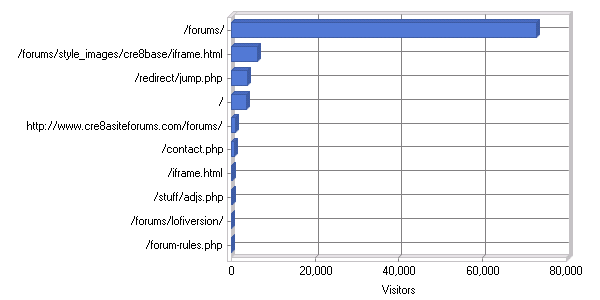 /forums/
/forums/style_images/cre8base/iframe.html
/redirect/jump.php
/
http://www.cre8asiteforums.com/forums/
/contact.php
/iframe.html
/stuff/adjs.php
/forums/lofiversion/
/forum-rules.php
0 20,000 40,000 60,000 80,000
Visitors